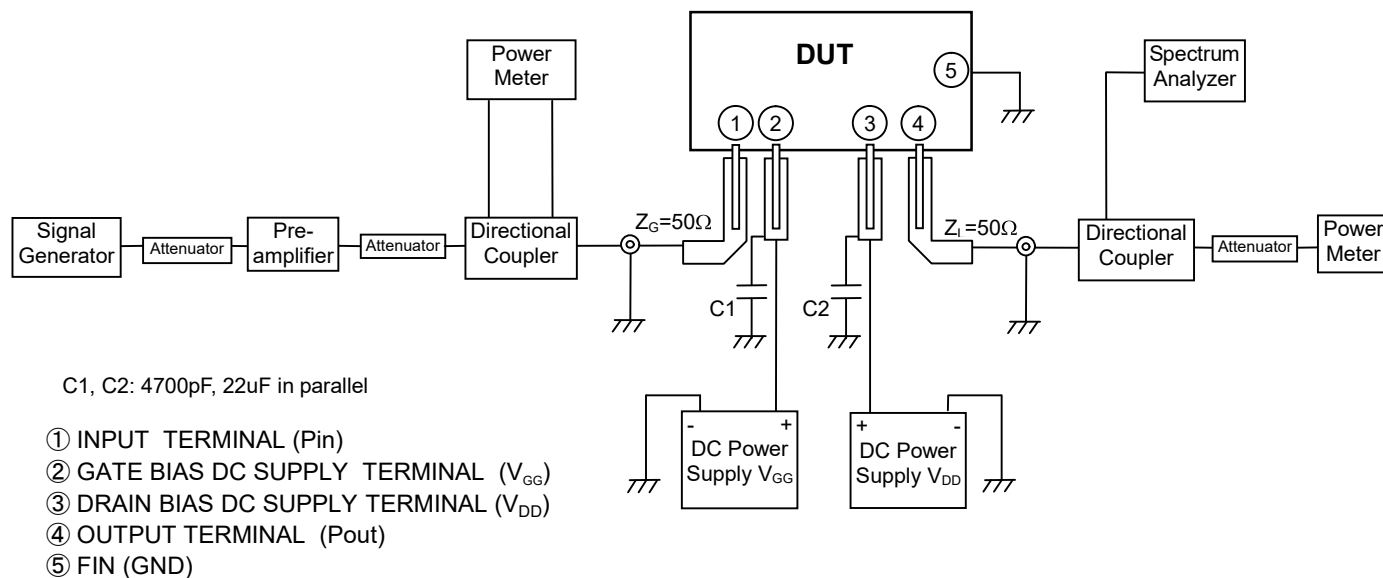 Power
Meter
DUT
⑤
Spectrum
Analyzer
①
②
③
④
Signal
Generator
Attenuator
Pre-
amplifier
Attenuator
Directional
Coupler
Z_G=50Ω
Z_L=50Ω
Directional
Coupler
Attenuator
Power
Meter
C1
C2
C1, C2: 4700pF, 22uF in parallel
- +
DC Power
Supply V_GG
+ -
DC Power
Supply V_DD
① INPUT TERMINAL (Pin)
② GATE BIAS DC SUPPLY TERMINAL (V_GG)
③ DRAIN BIAS DC SUPPLY TERMINAL (V_DD)
④ OUTPUT TERMINAL (Pout)
⑤ FIN (GND)